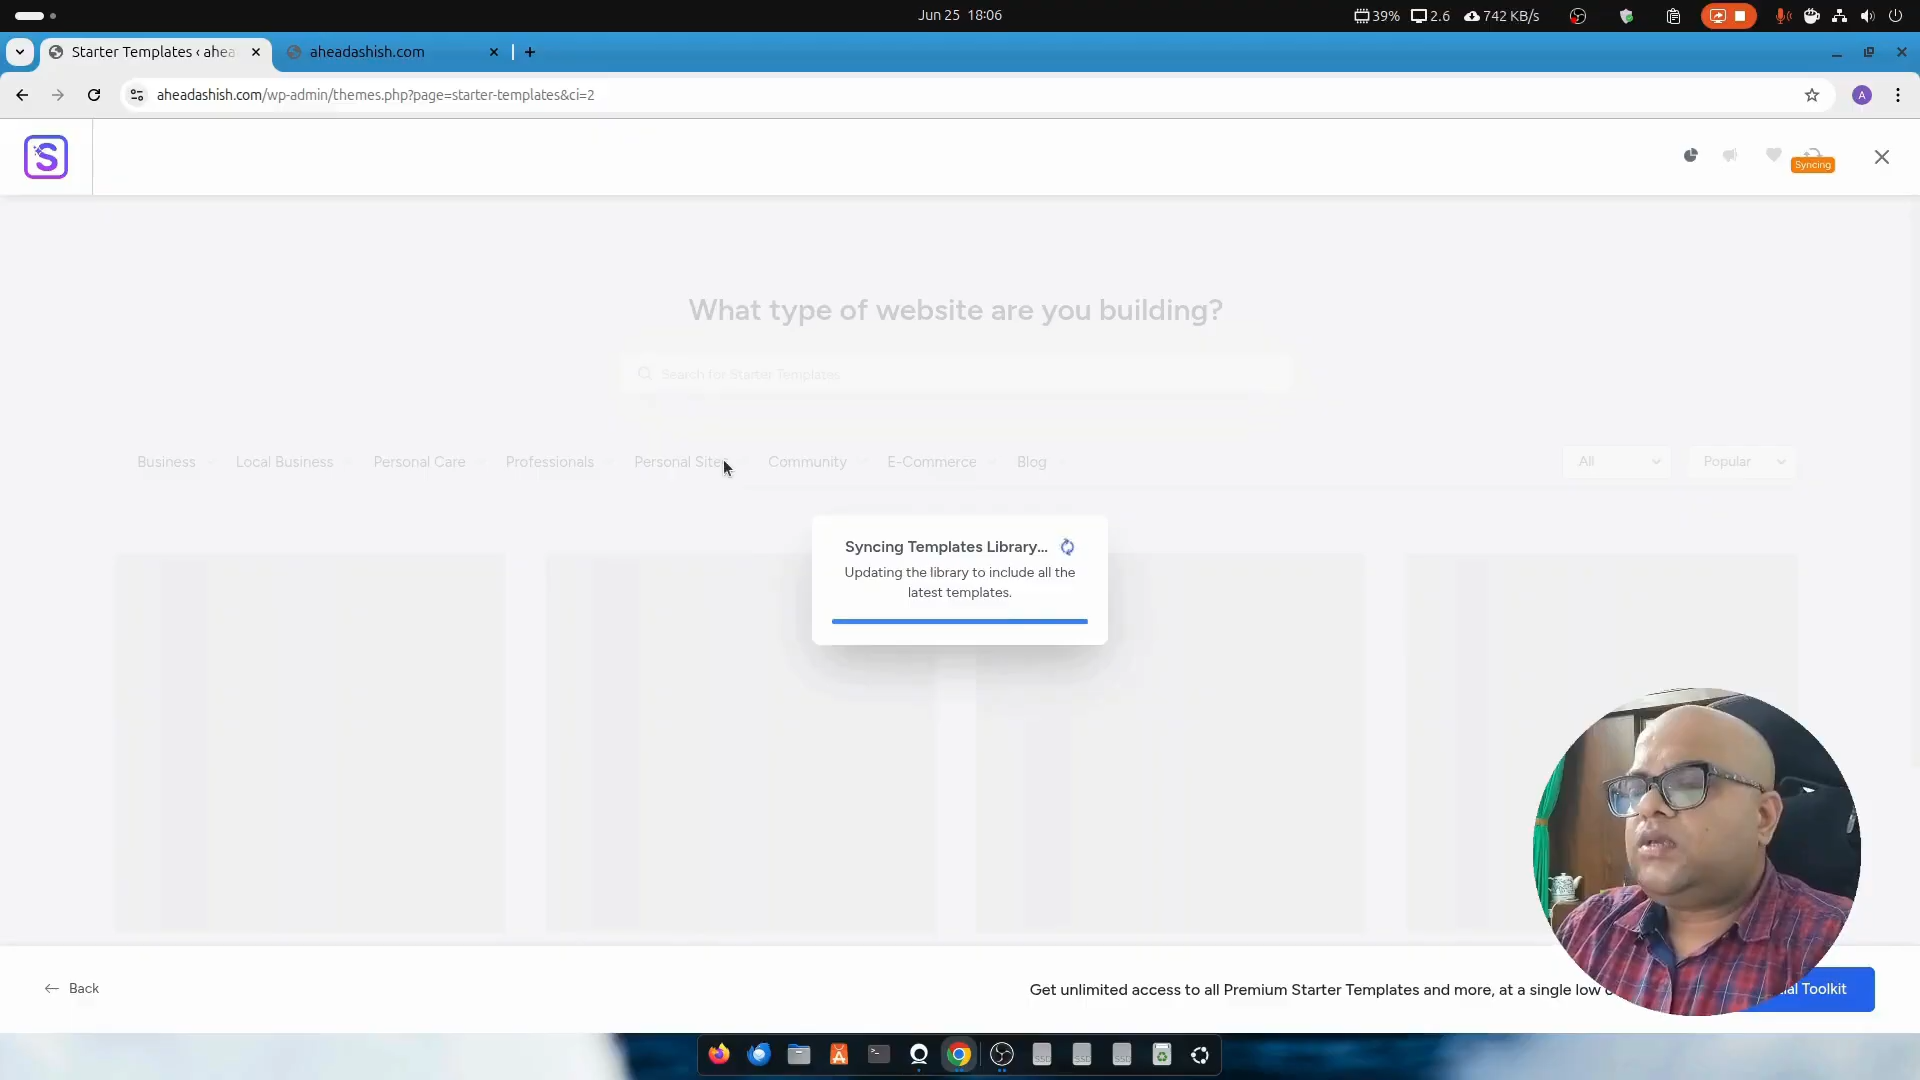 Jun 25 18:06
39%
2.6
742 KB/s
Starter Templates ‹ ahea
aheadashish.com
aheadashish.com/wp-admin/themes.php?page=starter-templates&ci=2
A
S
Syncing
What type of website are you building?
Search for Starter Templates
Business
Local Business
Personal Care
Professionals
Personal Sites
Community
E-Commerce
Blog
All
Popular
Syncing Templates Library...
Updating the library to include all the
latest templates.
Back
Get unlimited access to all Premium Starter Templates and more, at a single low
Toolkit
SSD
SSD
SSD